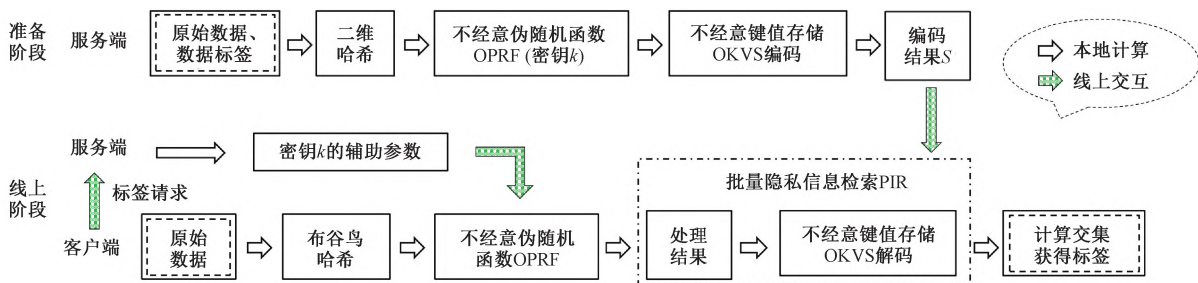 准备
阶段
服务端
原始数据、
数据标签
二维
哈希
不经意伪随机函数
OPRF (密钥k)
不经意键值存储
OKVS编码
编码
结果S
本地计算
线上交互
线上
阶段
服务端
密钥k的辅助参数
标签请求
客户端
原始
数据
布谷鸟
哈希
不经意伪随机
函数OPRF
批量隐私信息检索PIR
处理
结果
不经意键值存储
OKVS解码
计算交集
获得标签